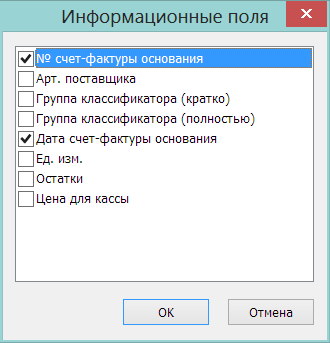 Информационные поля
№ счет-фактуры основания
Арт. поставщика
Группа классификатора (кратко)
Группа классификатора (полностью)
Дата счет-фактуры основания
Ед. изм.
Остатки
Цена для кассы
OK
Отмена